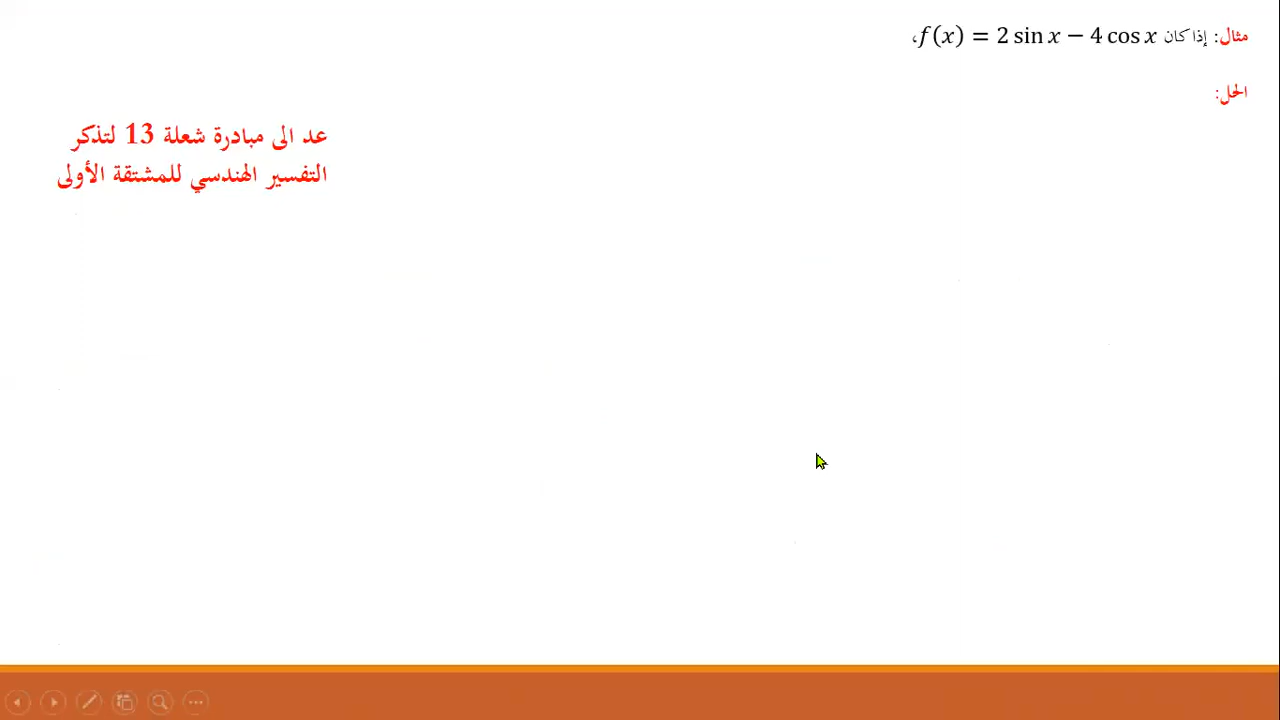 مثال: إذا كان f(x) = 2 sin x − 4 cos x،
الحل:
عد الى مبادرة شعلة 13 لتذكر
التفسير الهندسي للمشتقة الأولى